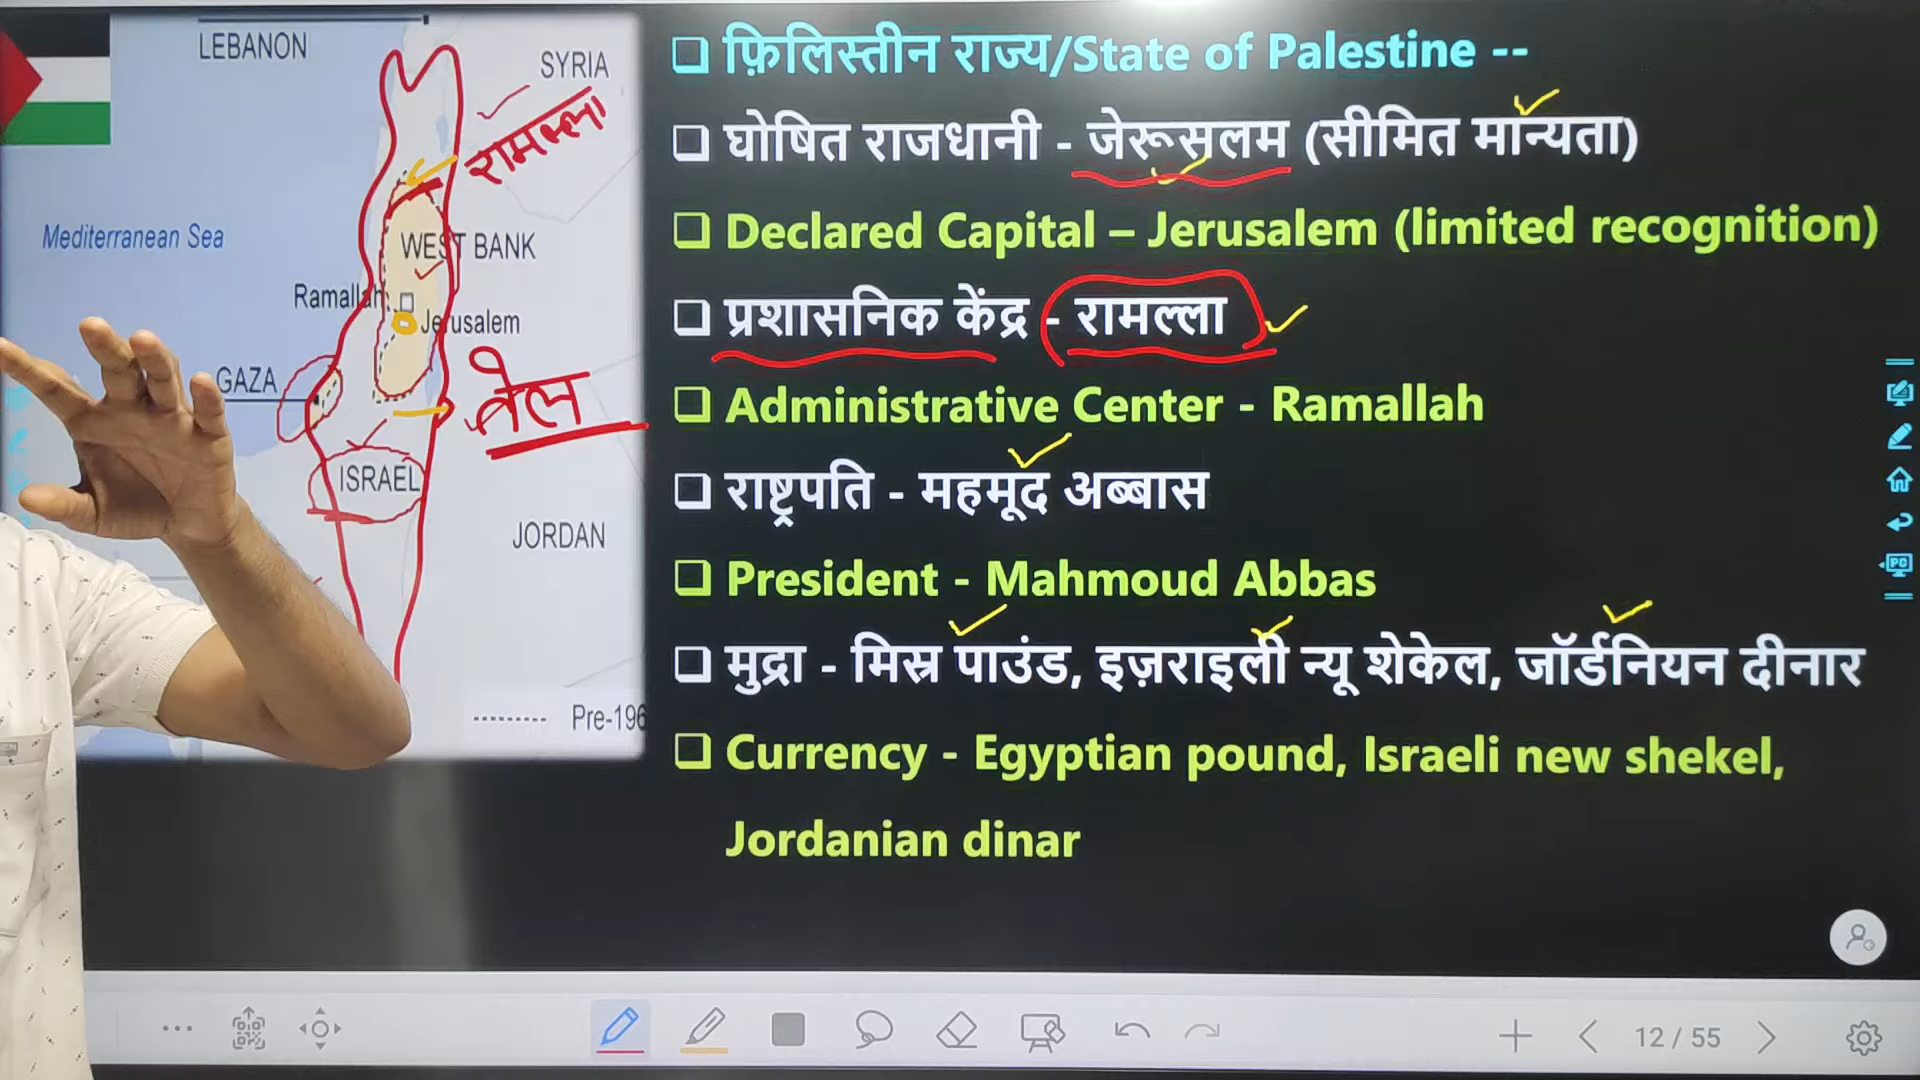 LEBANON
SYRIA
रामल्ला
Mediterranean Sea
WEST BANK
Ramallah
Jerusalem
GAZA
तेल
ISRAEL
JORDAN
Pre-196
❑ फ़िलिस्तीन राज्य/State of Palestine --
❑ घोषित राजधानी - जेरूसलम (सीमित मान्यता)
❑ Declared Capital – Jerusalem (limited recognition)
❑ प्रशासनिक केंद्र - रामल्ला
❑ Administrative Center - Ramallah
❑ राष्ट्रपति - महमूद अब्बास
❑ President - Mahmoud Abbas
❑ मुद्रा - मिस्र पाउंड, इज़राइली न्यू शेकेल, जॉर्डनियन दीनार
❑ Currency - Egyptian pound, Israeli new shekel,
Jordanian dinar
PC
12 / 55